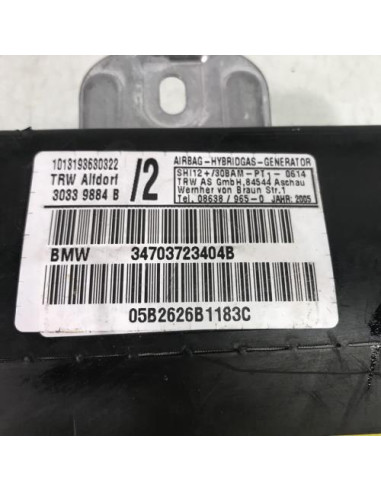 1013193630322
TRW Alfdorf
3033 9884 B
/2
AIRBAG-HYBRIDGAS-GENERATOR
SHI12+/30BAM-PT1-0614
TRW AS GmbH, 84544 Aschau
Wernher von Braun Str.1
Tel. 08638/965-0 JAHR: 2005
BMW 34703723404B
05B2626B1183C